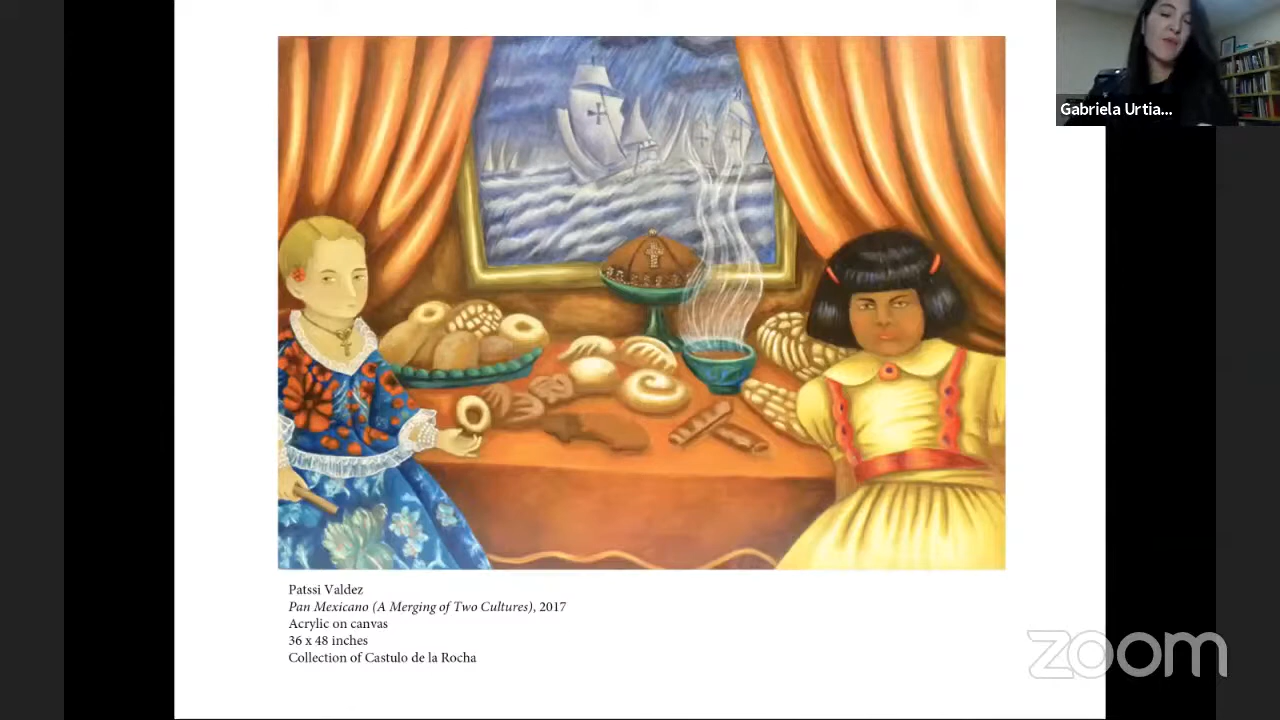 Gabriela Urtia...
Patssi Valdez
Pan Mexicano (A Merging of Two Cultures), 2017
Acrylic on canvas
36 x 48 inches
Collection of Castulo de la Rocha
zoom